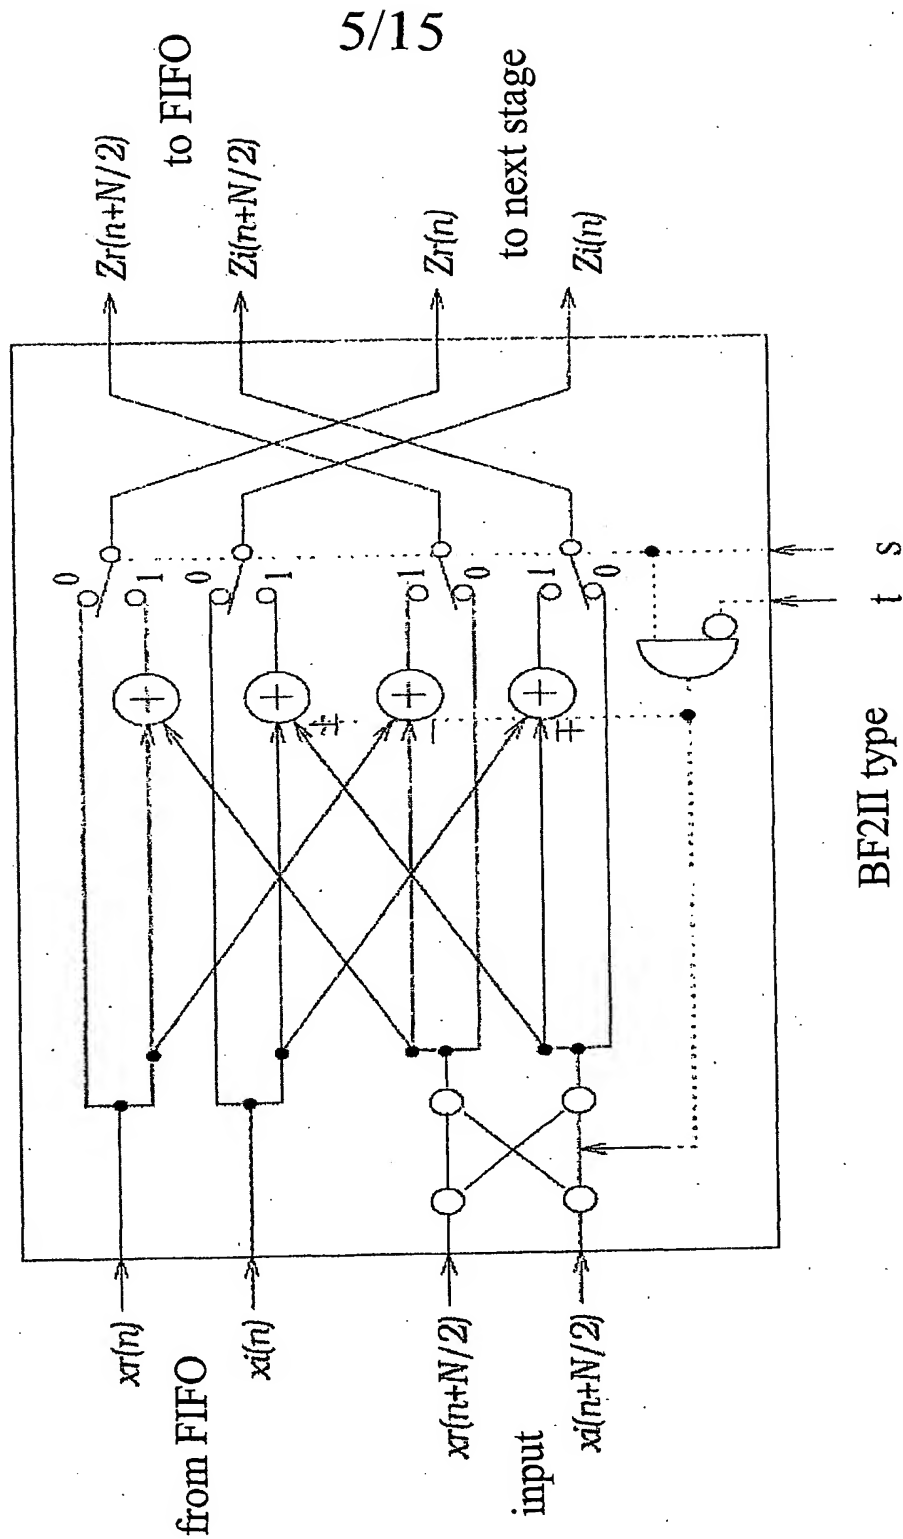 5/15
Zr(n+N/2)
to FIFO
Zi(n+N/2)
Zr(n)
to next stage
Zi(n)
0
1
0
1
1
0
1
0
s
t
+
+
+
+
±
−
∓
xr(n)
from FIFO
xi(n)
xr(n+N/2)
input
xi(n+N/2)
BF2II type